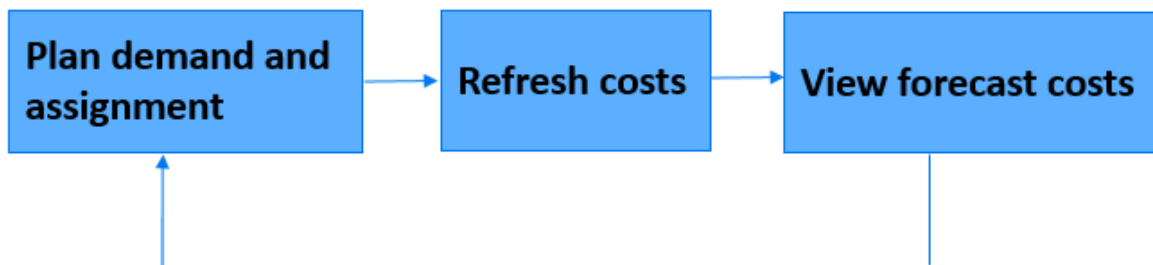 Plan demand and
assignment
Refresh costs
View forecast costs